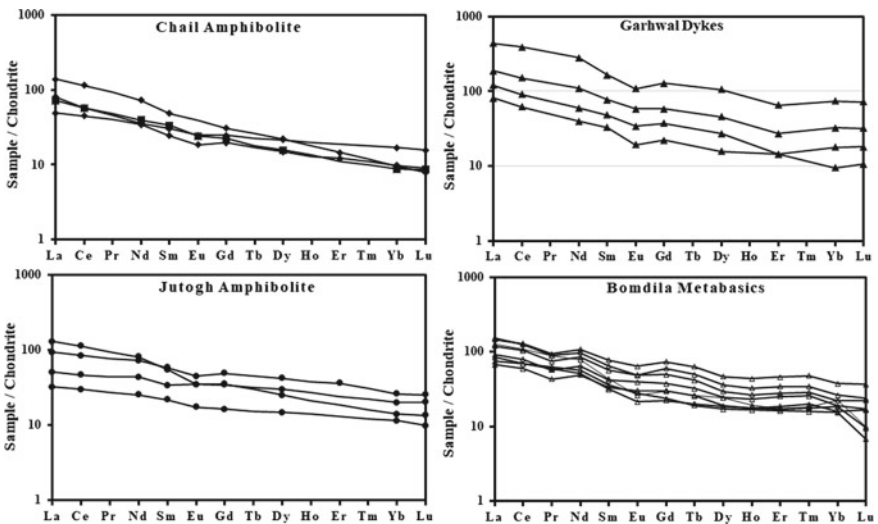 Chail Amphibolite
Sample / Chondrite
1000
100
10
1
La Ce Pr Nd Sm Eu Gd Tb Dy Ho Er Tm Yb Lu
Garhwal Dykes
Sample / Chondrite
1000
100
10
1
La Ce Pr Nd Sm Eu Gd Tb Dy Ho Er Tm Yb Lu
Jutogh Amphibolite
Sample / Chondrite
1000
100
10
1
La Ce Pr Nd Sm Eu Gd Tb Dy Ho Er Tm Yb Lu
Bomdila Metabasics
Sample / Chondrite
1000
100
10
1
La Ce Pr Nd Sm Eu Gd Tb Dy Ho Er Tm Yb Lu